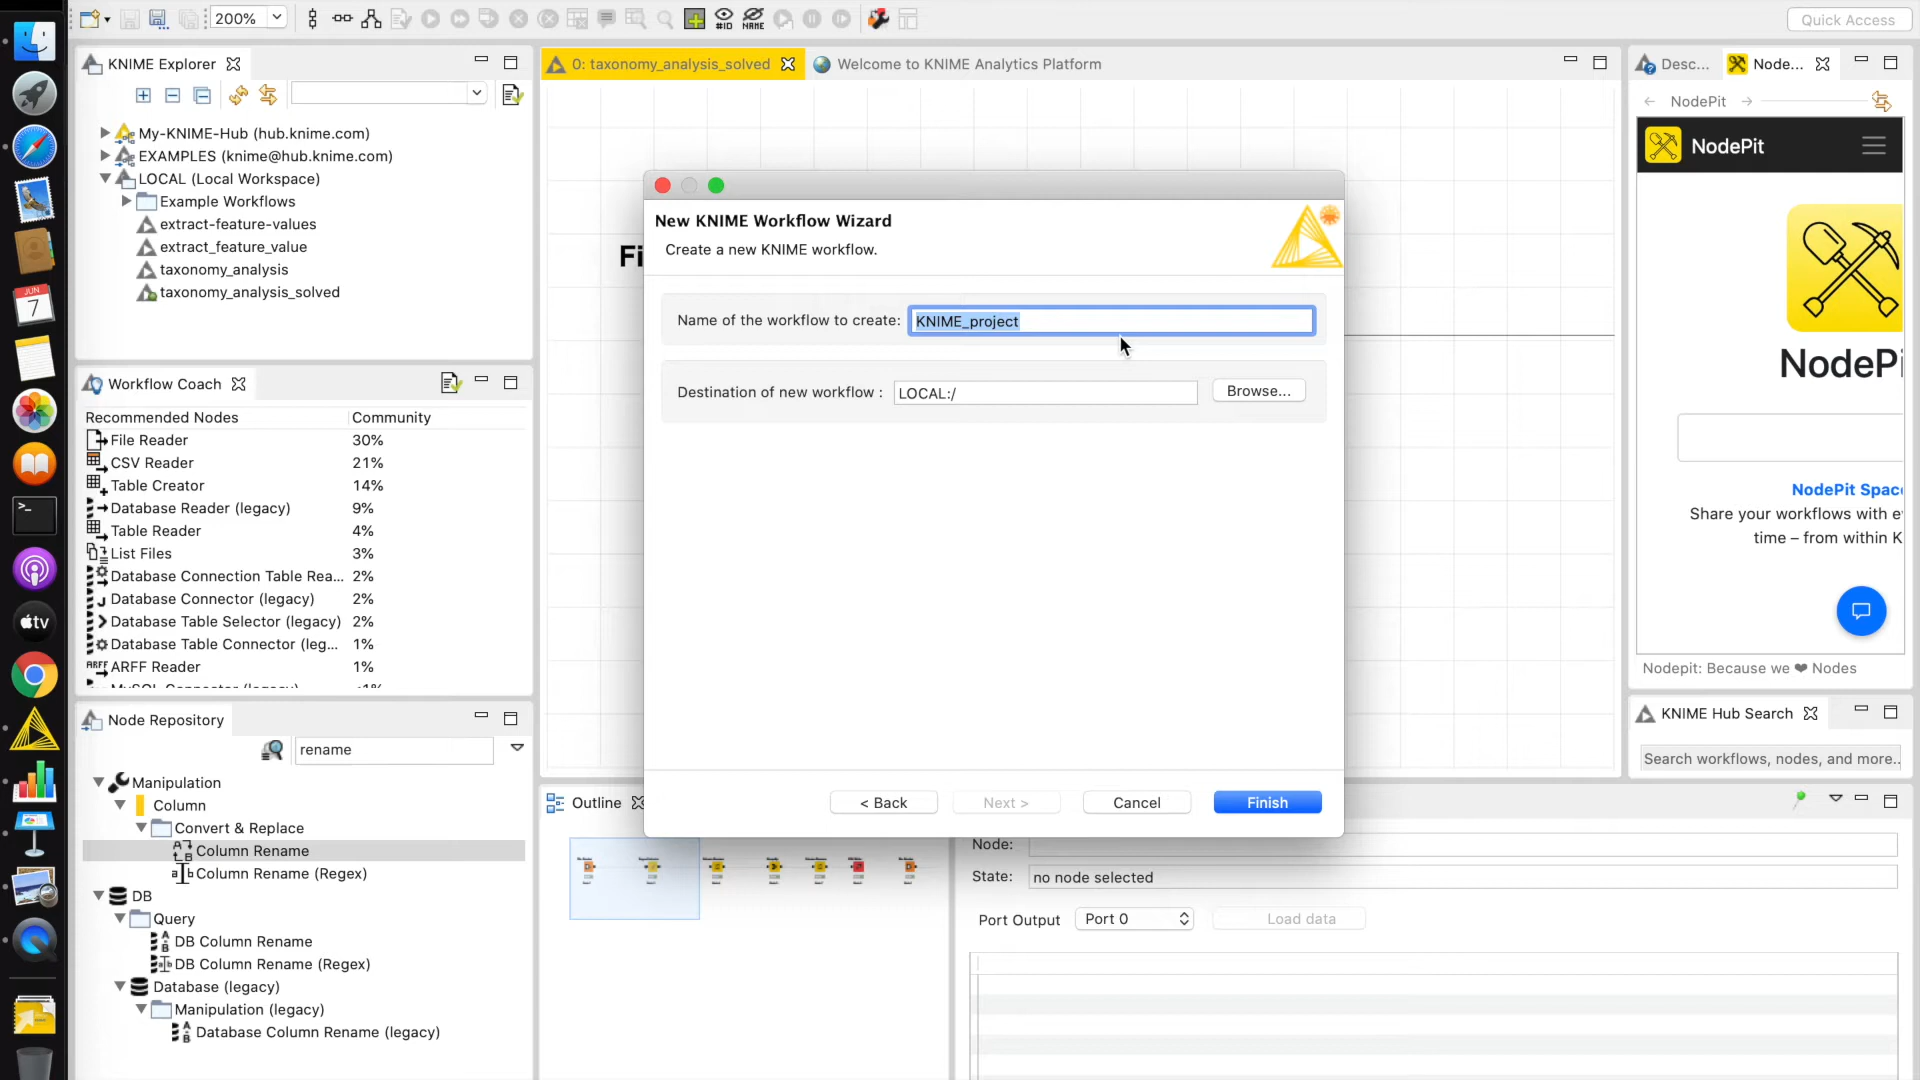 200%
#ID
NAME
Quick Access
KNIME Explorer
My-KNIME-Hub (hub.knime.com)
EXAMPLES (knime@hub.knime.com)
LOCAL (Local Workspace)
Example Workflows
extract-feature-values
extract_feature_value
taxonomy_analysis
taxonomy_analysis_solved
JUN
7
tv
Workflow Coach
Recommended Nodes Community
File Reader 30%
CSV Reader 21%
Table Creator 14%
Database Reader (legacy) 9%
Table Reader 4%
List Files 3%
Database Connection Table Rea... 2%
Database Connector (legacy) 2%
Database Table Selector (legacy) 2%
Database Table Connector (leg... 1%
ARFF Reader 1%
Node Repository
rename
Manipulation
Column
Convert & Replace
Column Rename
Column Rename (Regex)
DB
Query
DB Column Rename
DB Column Rename (Regex)
Database (legacy)
Manipulation (legacy)
Database Column Rename (legacy)
0: taxonomy_analysis_solved
Welcome to KNIME Analytics Platform
Fi
New KNIME Workflow Wizard
Create a new KNIME workflow.
Name of the workflow to create: KNIME_project
Destination of new workflow : LOCAL:/ Browse...
< Back Next > Cancel Finish
Outline
Node:
State: no node selected
Port Output Port 0 Load data
Desc... Node...
NodePit
NodePit
NodePi
NodePit Spac
Share your workflows with e
time – from within K
Nodepit: Because we ❤ Nodes
KNIME Hub Search
Search workflows, nodes, and more..